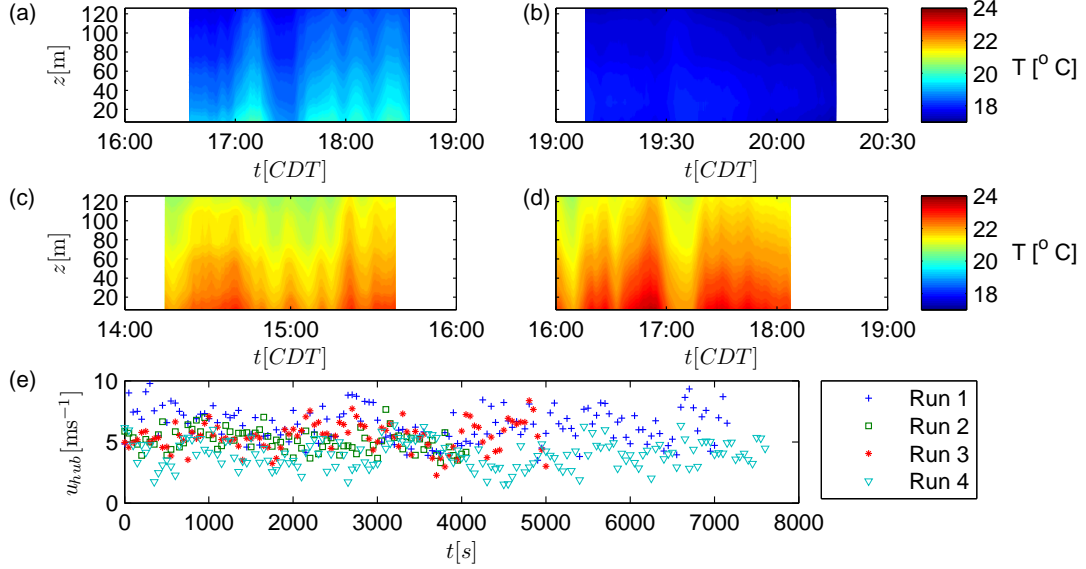 (a)
120
100
80
60
40
20
z[m]
16:00 17:00 18:00 19:00
t[CDT]
(b)
19:00 19:30 20:00 20:30
t[CDT]
24
22
20
18
T [° C]
(c)
120
100
80
60
40
20
z[m]
14:00 15:00 16:00
t[CDT]
(d)
16:00 17:00 18:00 19:00
t[CDT]
24
22
20
18
T [° C]
(e)
10
5
0
u_hub[ms⁻¹]
0 1000 2000 3000 4000 5000 6000 7000 8000
t[s]
Run 1
Run 2
Run 3
Run 4